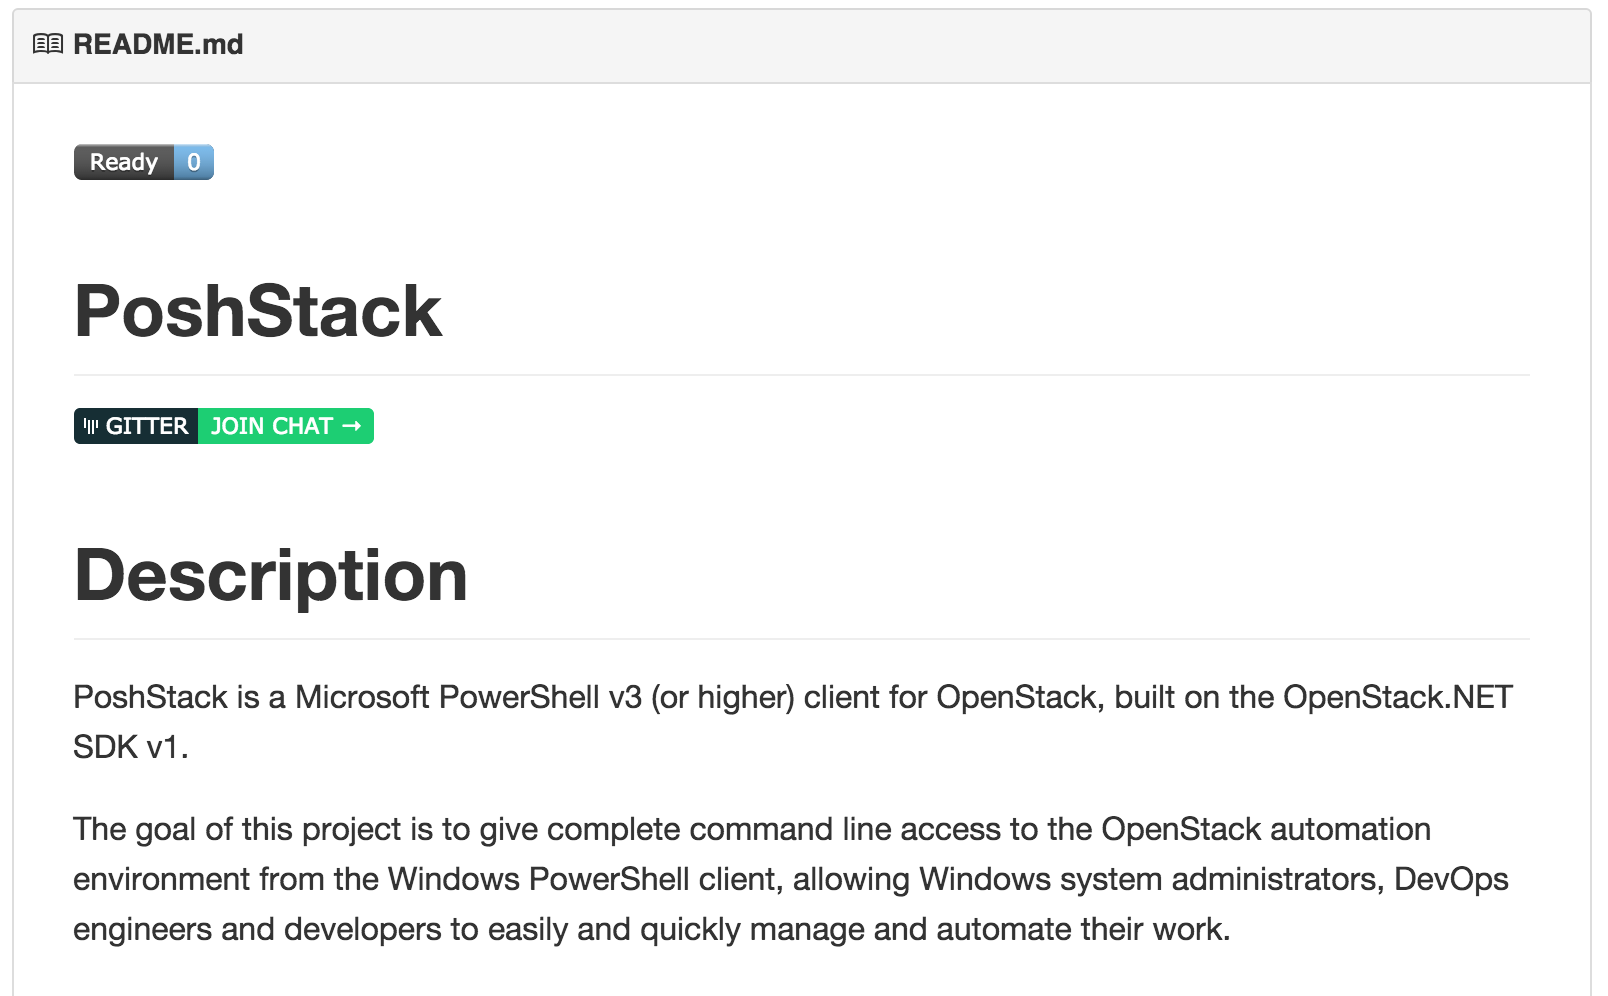 README.md
Ready 0
PoshStack
GITTER JOIN CHAT →
Description
PoshStack is a Microsoft PowerShell v3 (or higher) client for OpenStack, built on the OpenStack.NET
SDK v1.
The goal of this project is to give complete command line access to the OpenStack automation
environment from the Windows PowerShell client, allowing Windows system administrators, DevOps
engineers and developers to easily and quickly manage and automate their work.